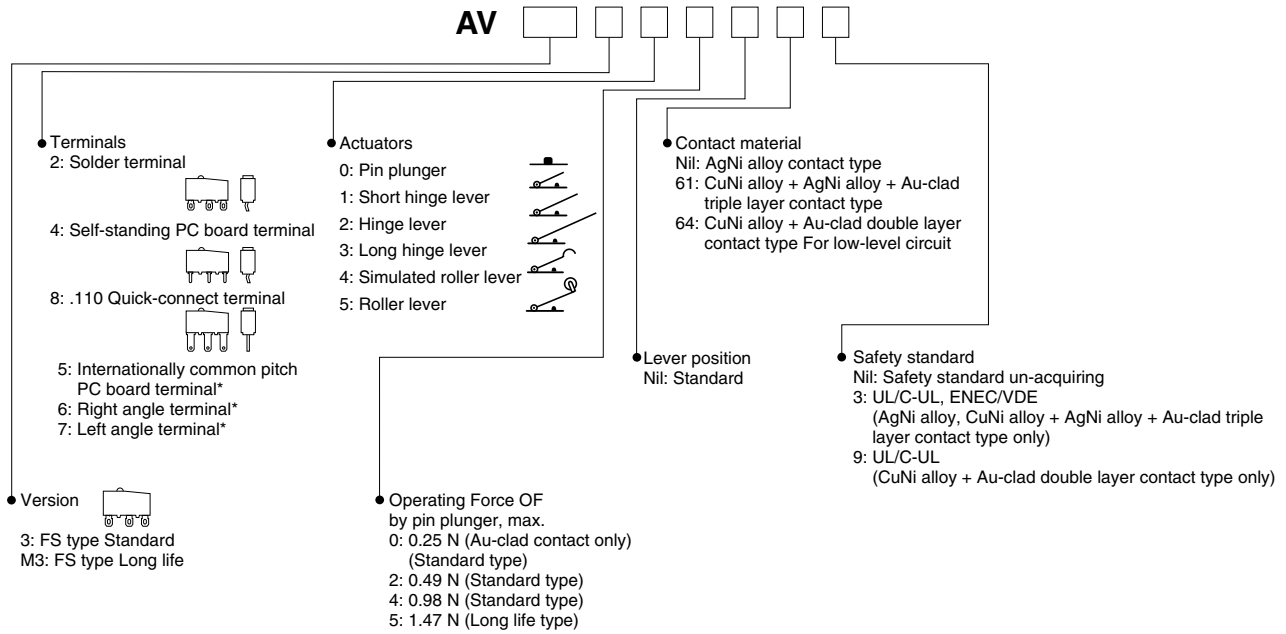 AV
Terminals
2: Solder terminal
4: Self-standing PC board terminal
8: .110 Quick-connect terminal
5: Internationally common pitch
PC board terminal*
6: Right angle terminal*
7: Left angle terminal*
Actuators
0: Pin plunger
1: Short hinge lever
2: Hinge lever
3: Long hinge lever
4: Simulated roller lever
5: Roller lever
Contact material
Nil: AgNi alloy contact type
61: CuNi alloy + AgNi alloy + Au-clad
triple layer contact type
64: CuNi alloy + Au-clad double layer
contact type For low-level circuit
Lever position
Nil: Standard
Safety standard
Nil: Safety standard un-acquiring
3: UL/C-UL, ENEC/VDE
(AgNi alloy, CuNi alloy + AgNi alloy + Au-clad triple
layer contact type only)
9: UL/C-UL
(CuNi alloy + Au-clad double layer contact type only)
Version
3: FS type Standard
M3: FS type Long life
Operating Force OF
by pin plunger, max.
0: 0.25 N (Au-clad contact only)
(Standard type)
2: 0.49 N (Standard type)
4: 0.98 N (Standard type)
5: 1.47 N (Long life type)